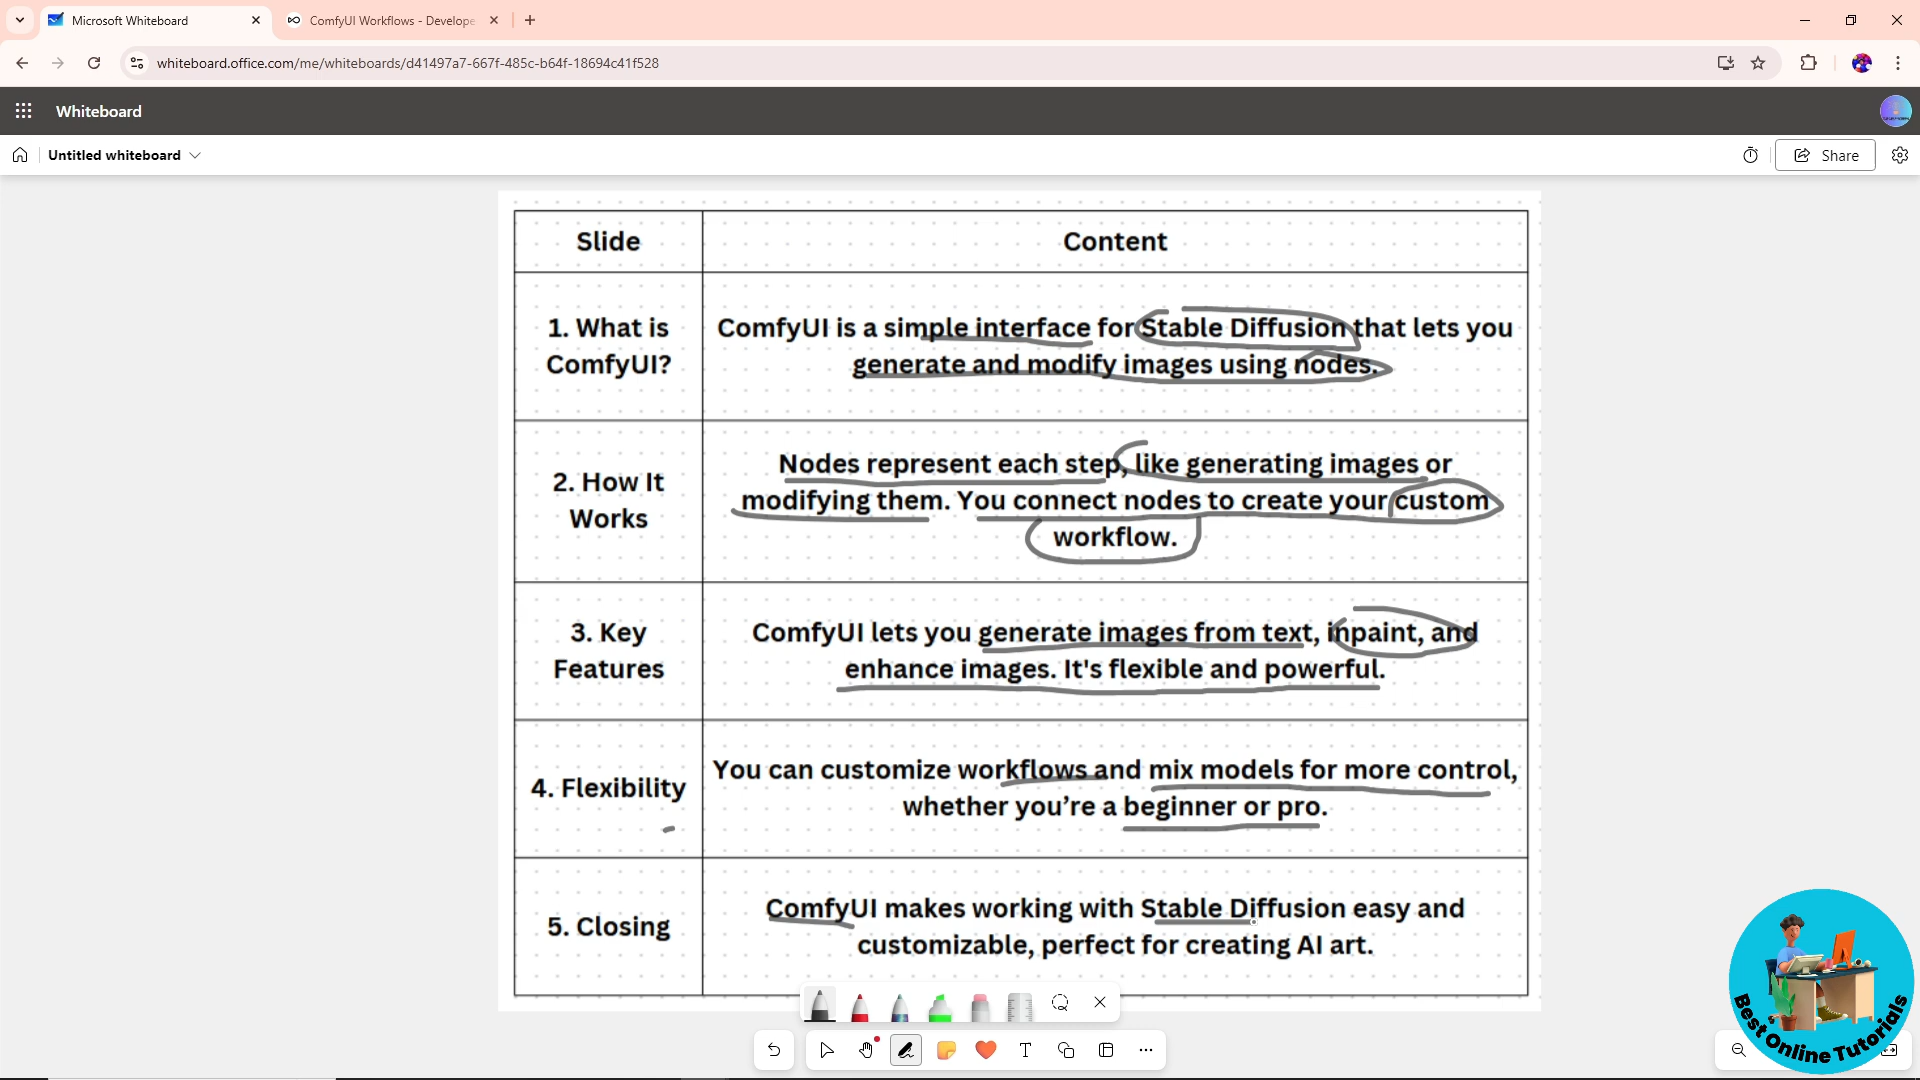 Microsoft Whiteboard
ComfyUI Workflows - Develope
whiteboard.office.com/me/whiteboards/d41497a7-667f-485c-b64f-18694c41f528
Whiteboard
Untitled whiteboard
Share
Slide
Content
1. What is
ComfyUI?
ComfyUI is a simple interface for Stable Diffusion that lets you
generate and modify images using nodes.
2. How It
Works
Nodes represent each step, like generating images or
modifying them. You connect nodes to create your custom
workflow.
3. Key
Features
ComfyUI lets you generate images from text, inpaint, and
enhance images. It's flexible and powerful.
4. Flexibility
You can customize workflows and mix models for more control,
whether you’re a beginner or pro.
5. Closing
ComfyUI makes working with Stable Diffusion easy and
customizable, perfect for creating AI art.
Best Online Tutorials